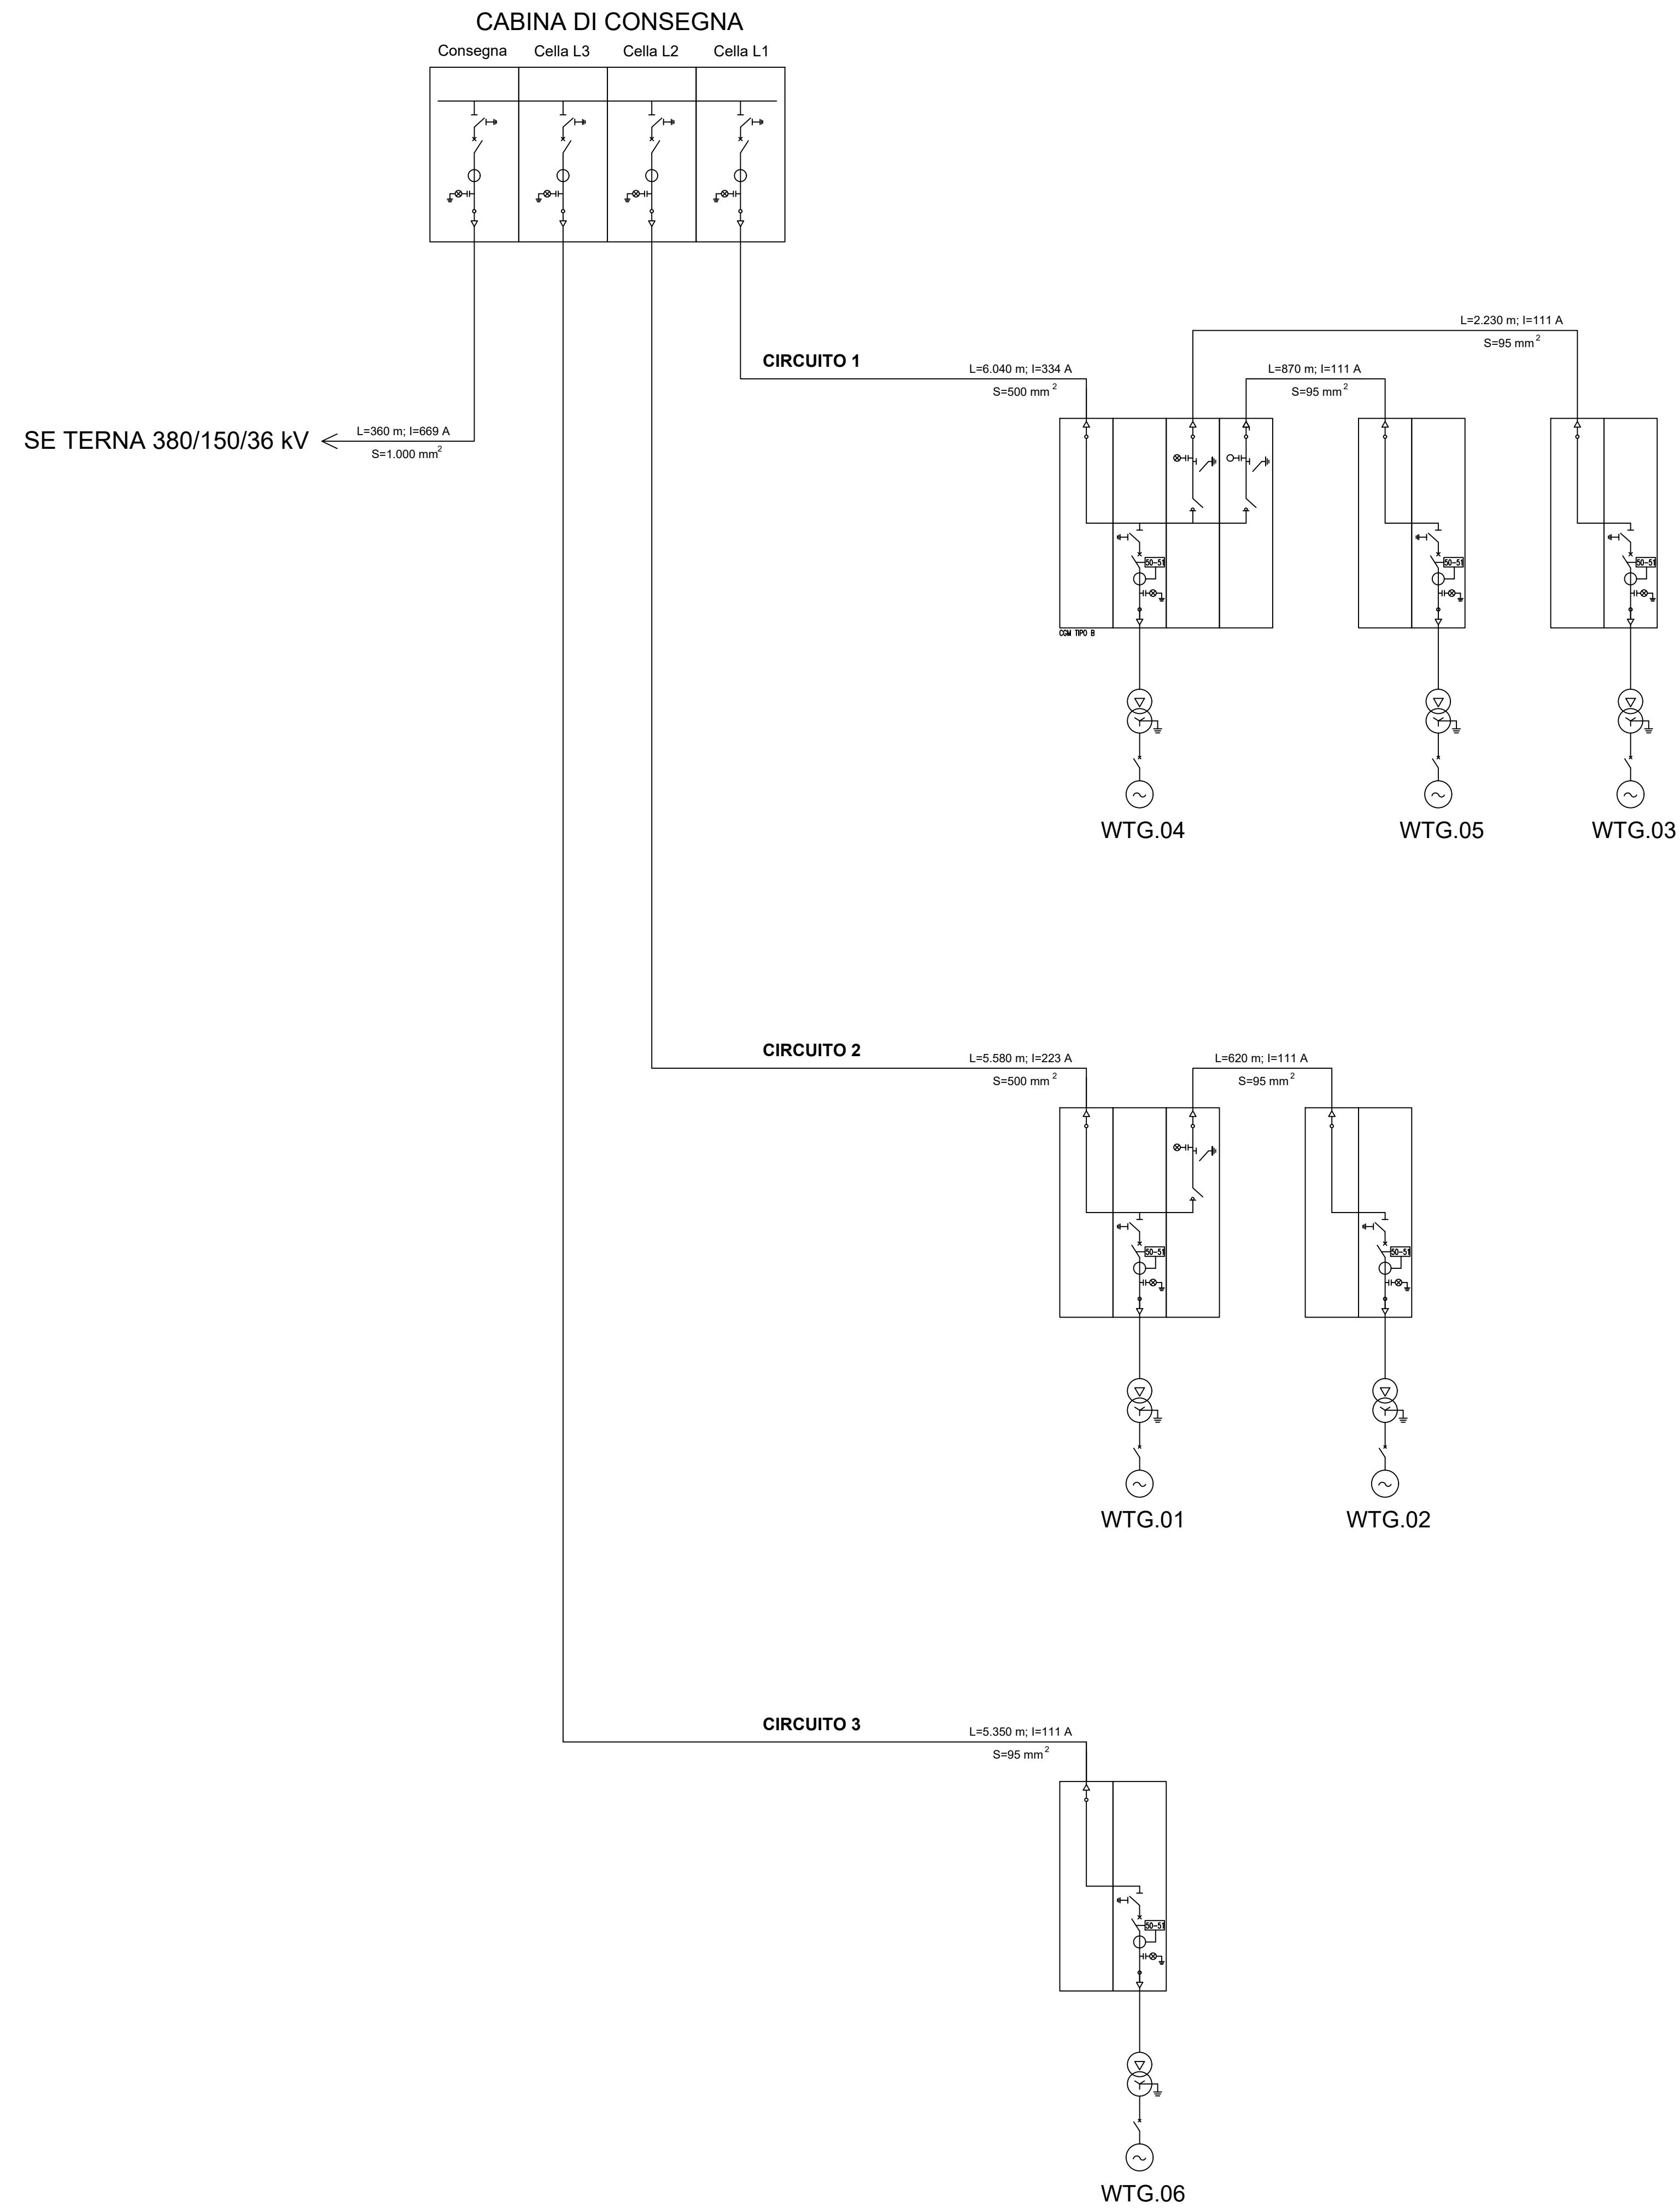 CABINA DI CONSEGNA
Consegna Cella L3 Cella L2 Cella L1
L=2.230 m; I=111 A
S=95 mm²
CIRCUITO 1
L=6.040 m; I=334 A
S=500 mm²
L=870 m; I=111 A
S=95 mm²
SE TERNA 380/150/36 kV
L=360 m; I=669 A
S=1.000 mm²
50-51
50-51
50-51
CGM TIPO B
WTG.04
WTG.05
WTG.03
CIRCUITO 2
L=5.580 m; I=223 A
S=500 mm²
L=620 m; I=111 A
S=95 mm²
50-51
50-51
WTG.01
WTG.02
CIRCUITO 3
L=5.350 m; I=111 A
S=95 mm²
50-51
WTG.06